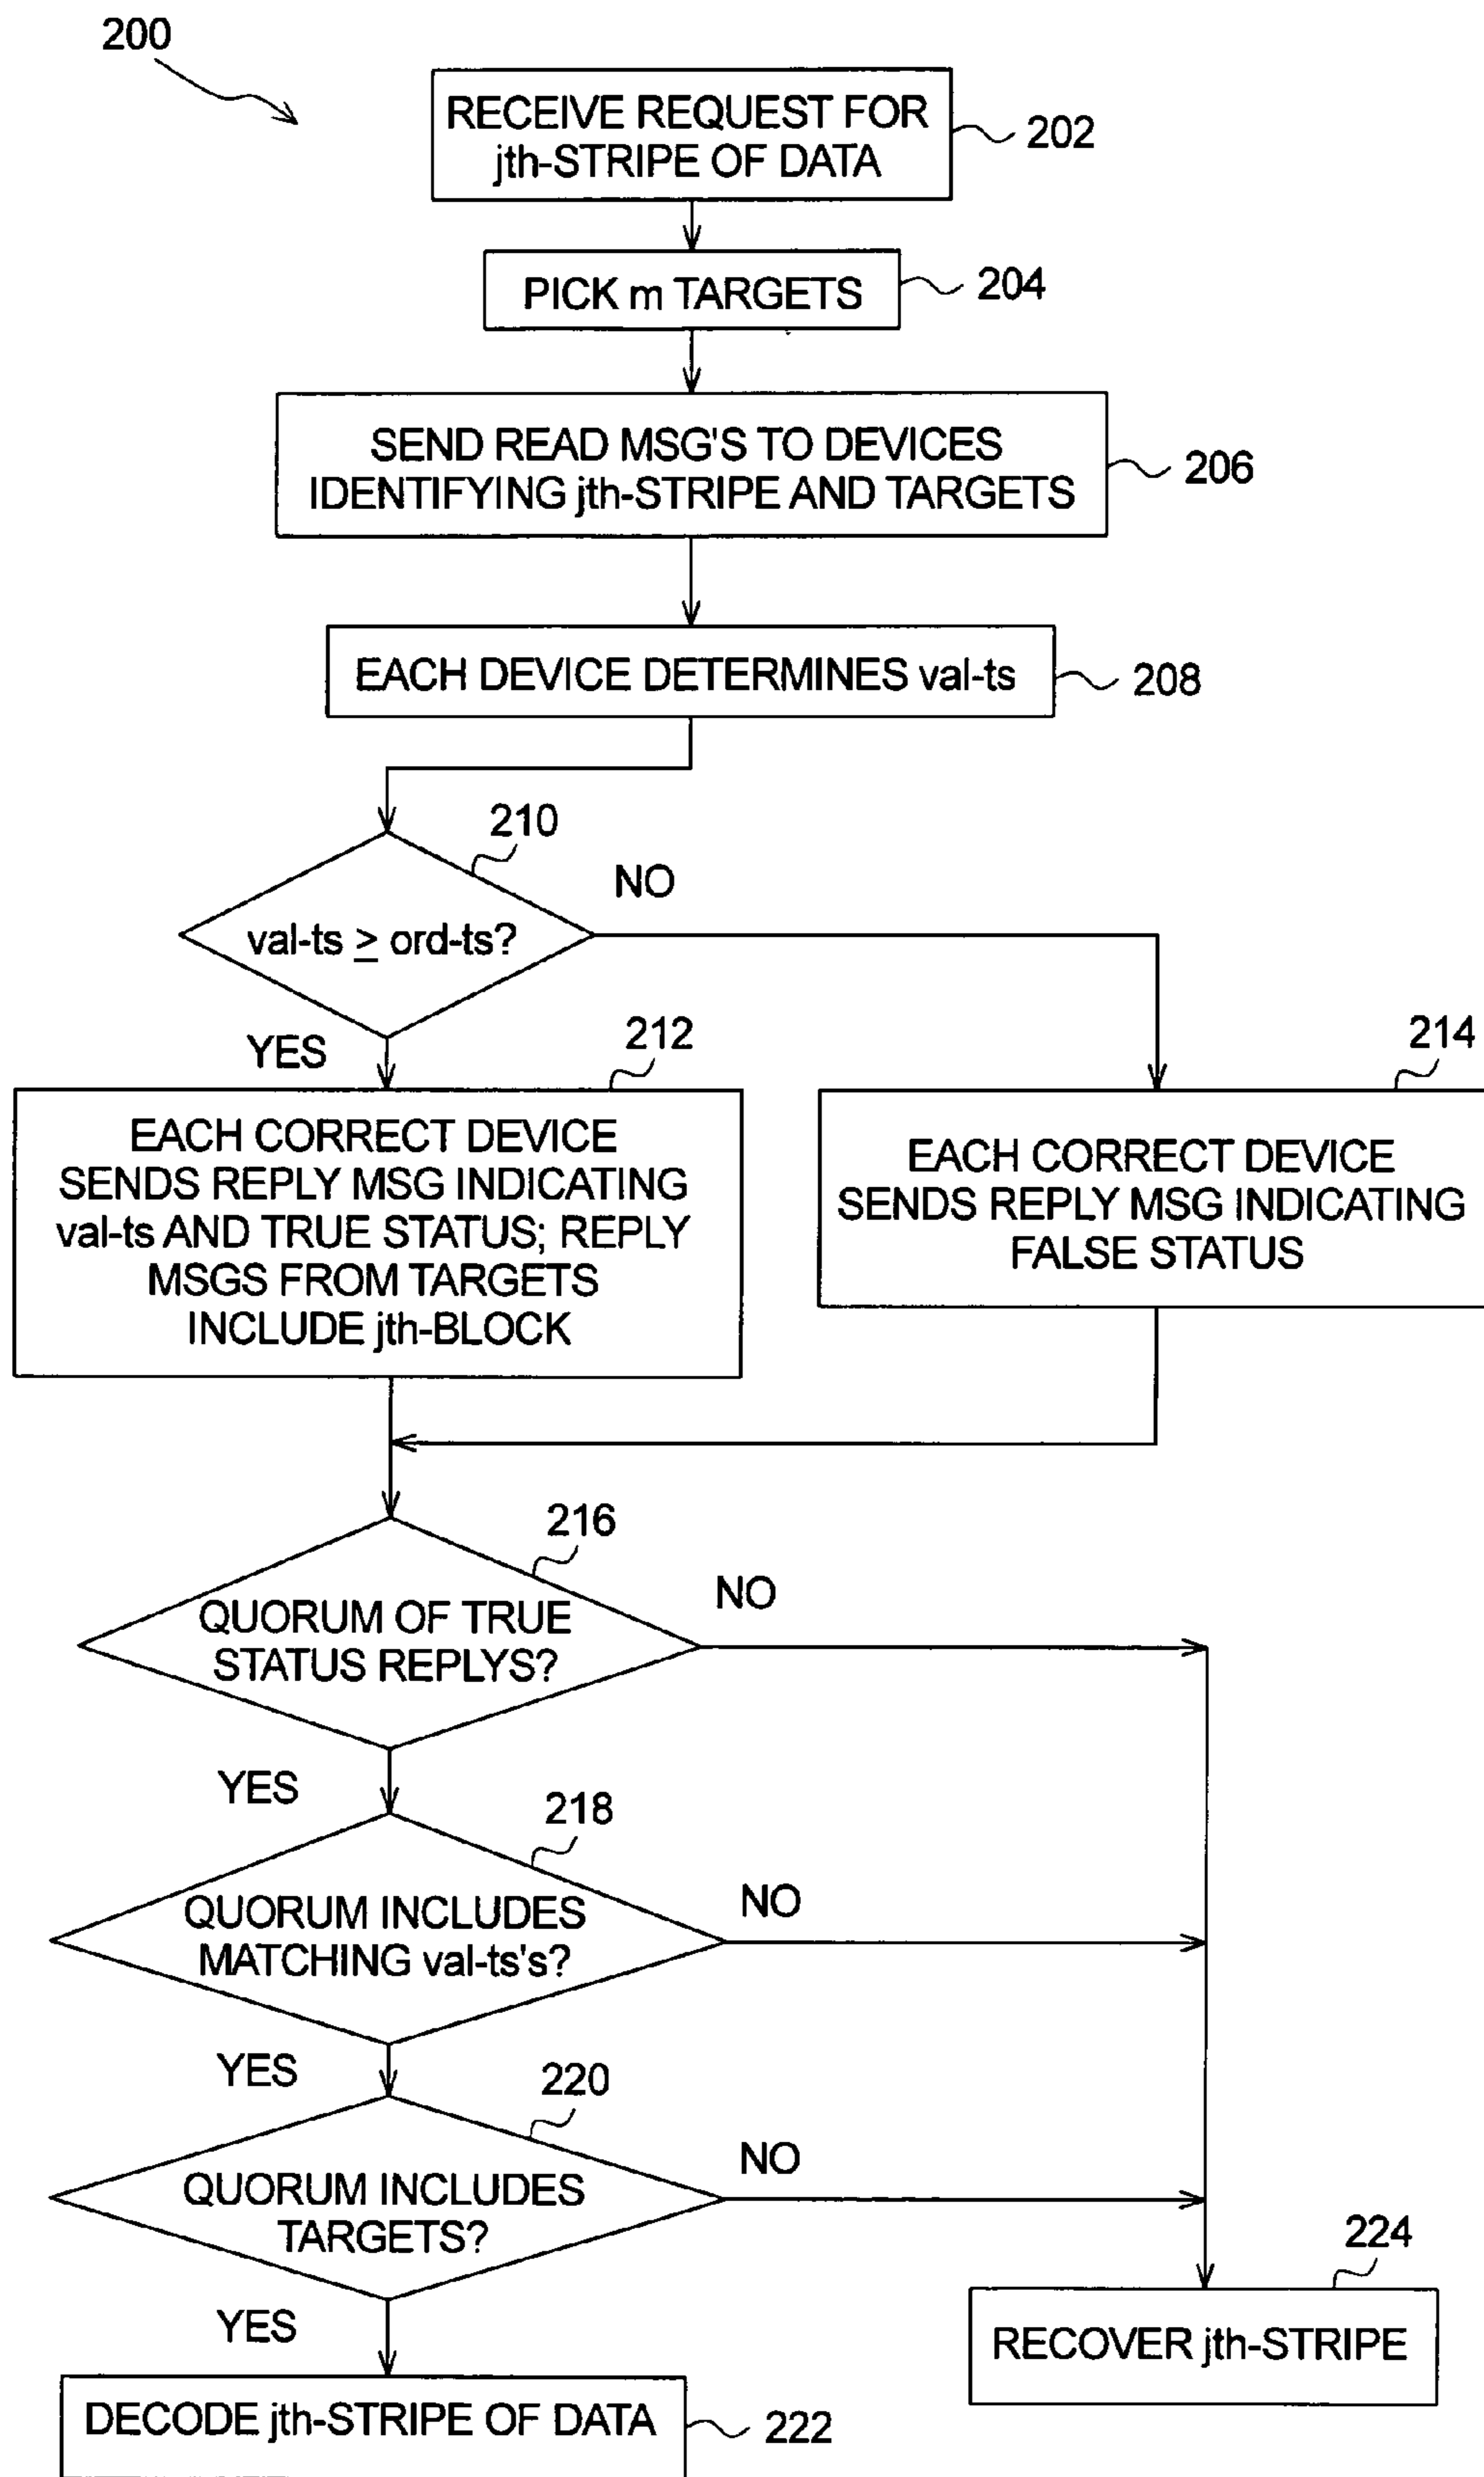 200
RECEIVE REQUEST FOR
jth-STRIPE OF DATA
202
PICK m TARGETS
204
SEND READ MSG'S TO DEVICES
IDENTIFYING jth-STRIPE AND TARGETS
206
EACH DEVICE DETERMINES val-ts
208
210
val-ts ≥ ord-ts?
NO
YES
212
EACH CORRECT DEVICE
SENDS REPLY MSG INDICATING
val-ts AND TRUE STATUS; REPLY
MSGS FROM TARGETS
INCLUDE jth-BLOCK
214
EACH CORRECT DEVICE
SENDS REPLY MSG INDICATING
FALSE STATUS
216
QUORUM OF TRUE
STATUS REPLYS?
NO
YES
218
QUORUM INCLUDES
MATCHING val-ts's?
NO
YES
220
QUORUM INCLUDES
TARGETS?
NO
YES
224
RECOVER jth-STRIPE
DECODE jth-STRIPE OF DATA
222